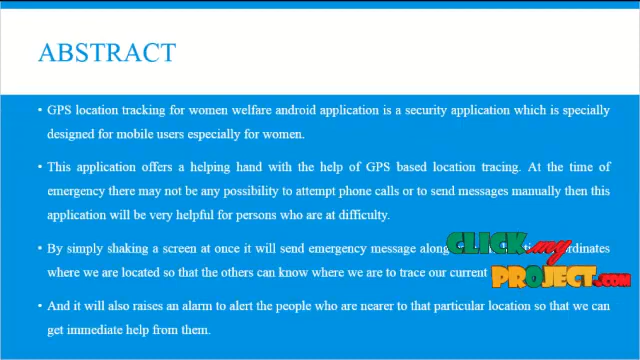 ABSTRACT
• GPS location tracking for women welfare android application is a security application which is specially
designed for mobile users especially for women.
• This application offers a helping hand with the help of GPS based location tracing. At the time of
emergency there may not be any possibility to attempt phone calls or to send messages manually then this
application will be very helpful for persons who are at difficulty.
• By simply shaking a screen at once it will send emergency message along
where we are located so that the others can know where we are to trace our current
• And it will also raises an alarm to alert the people who are nearer to that particular location so that we can
get immediate help from them.
CLICK my
PROJECT.COM